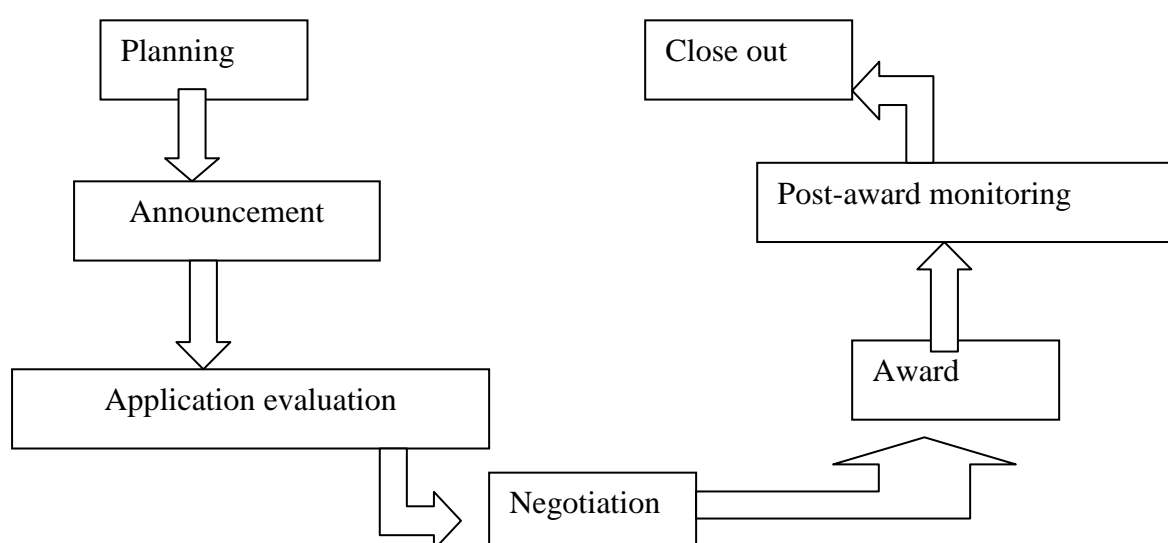 Planning
Announcement
Application evaluation
Negotiation
Award
Post-award monitoring
Close out